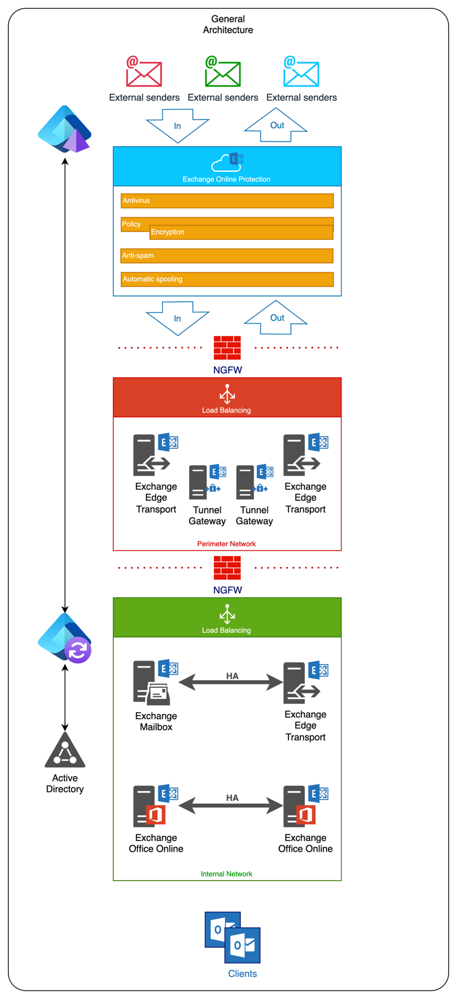 General
Architecture
@
@
@
External senders
External senders
External senders
In
Out
E
Exchange Online Protection
Antivirus
Policy
Encryption
Anti-spam
Automatic spooling
In
Out
NGFW
Load Balancing
E
E
Exchange
Edge
Transport
E
E
Exchange
Edge
Transport
Tunnel
Gateway
Tunnel
Gateway
Perimeter Network
NGFW
Load Balancing
E
HA
E
Exchange
Mailbox
Exchange
Edge
Transport
Active
Directory
E
HA
E
Exchange
Office Online
Exchange
Office Online
Internal Network
O
O
Clients